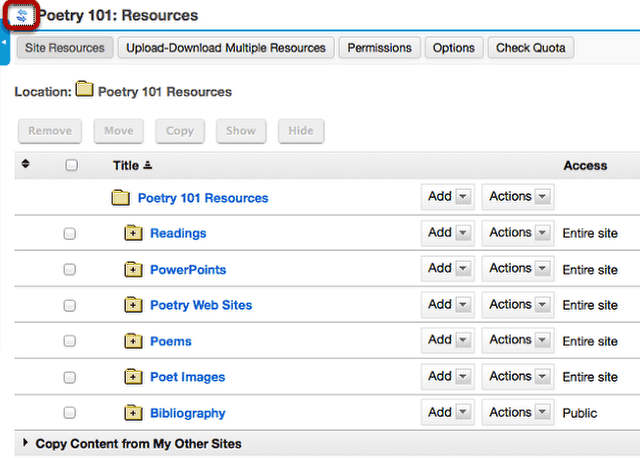 Poetry 101: Resources
Site Resources Upload-Download Multiple Resources Permissions Options Check Quota
Location: Poetry 101 Resources
Remove Move Copy Show Hide
Title Access
Poetry 101 Resources Add Actions
Readings Add Actions Entire site
PowerPoints Add Actions Entire site
Poetry Web Sites Add Actions Entire site
Poems Add Actions Entire site
Poet Images Add Actions Entire site
Bibliography Add Actions Public
Copy Content from My Other Sites